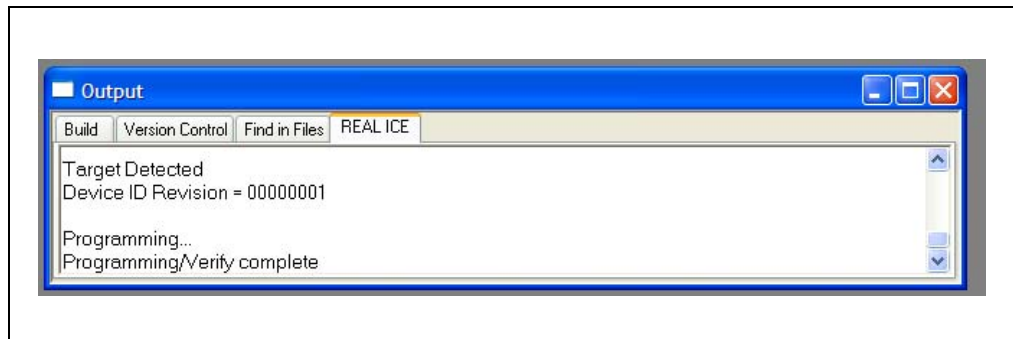 Output
Build Version Control Find in Files REAL ICE
Target Detected
Device ID Revision = 00000001
Programming...
Programming/Verify complete